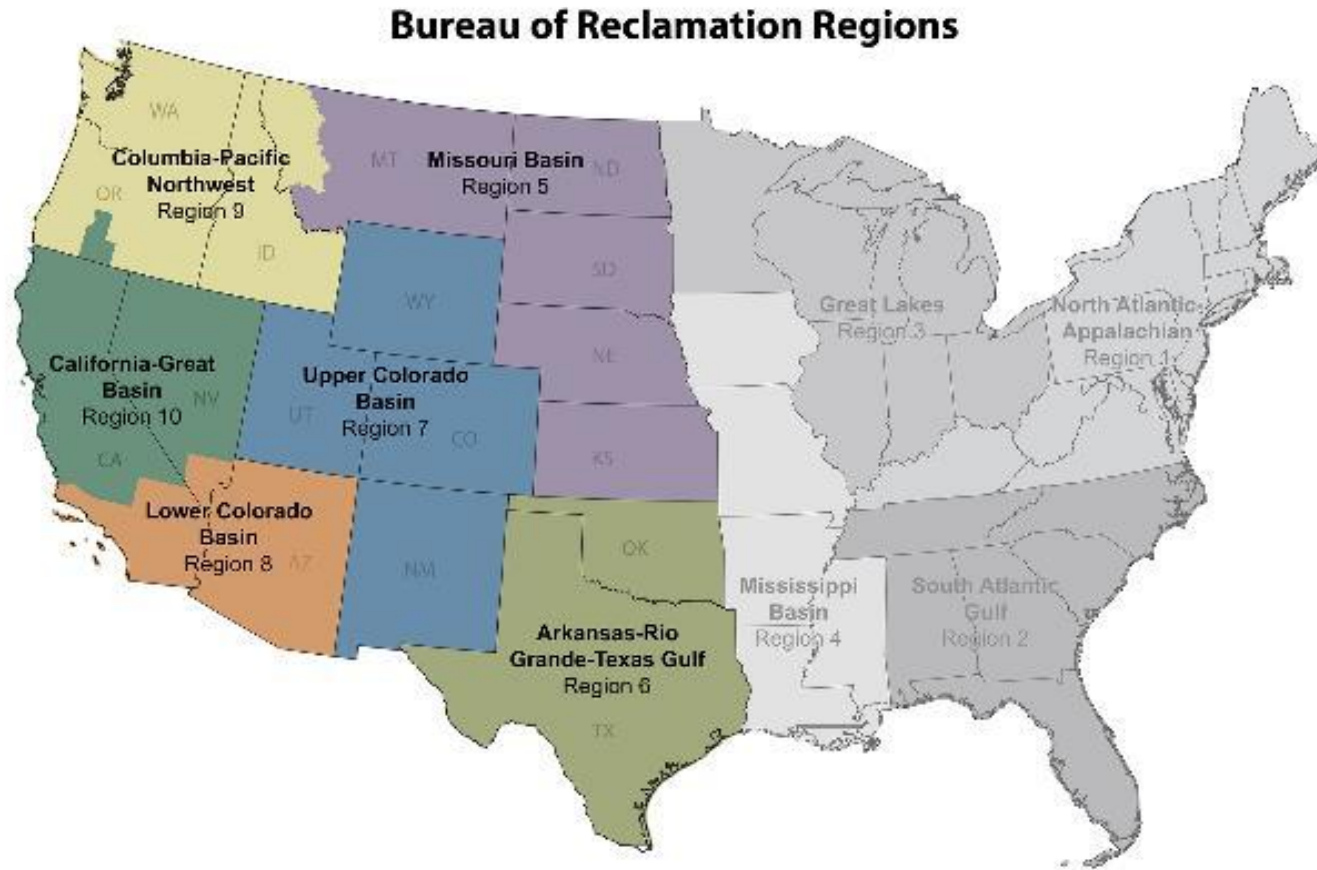 Bureau of Reclamation Regions
WA
Columbia-Pacific
Northwest
Region 9
OR
ID
MT
Missouri Basin
Region 5
ND
SD
NE
KS
WY
Upper Colorado
Basin
Region 7
UT
CO
NM
California-Great
Basin
Region 10
NV
CA
Lower Colorado
Basin
Region 8
AZ
OK
Arkansas-Rio
Grande-Texas Gulf
Region 6
TX
Great Lakes
Region 3
North Atlantic-
Appalachian
Region 1
Mississippi
Basin
Region 4
South Atlantic
Gulf
Region 2